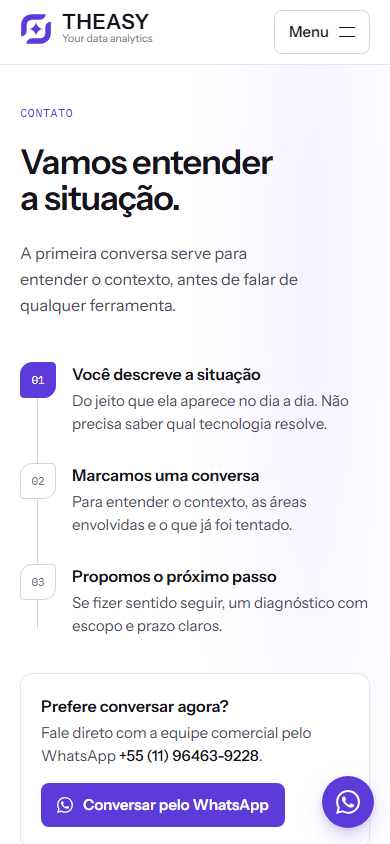 THEASY
Your data analytics
Menu
CONTATO
Vamos entender
a situação.
A primeira conversa serve para
entender o contexto, antes de falar de
qualquer ferramenta.
01
Você descreve a situação
Do jeito que ela aparece no dia a dia. Não
precisa saber qual tecnologia resolve.
02
Marcamos uma conversa
Para entender o contexto, as áreas
envolvidas e o que já foi tentado.
03
Propomos o próximo passo
Se fizer sentido seguir, um diagnóstico com
escopo e prazo claros.
Prefere conversar agora?
Fale direto com a equipe comercial pelo
WhatsApp +55 (11) 96463-9228.
Conversar pelo WhatsApp